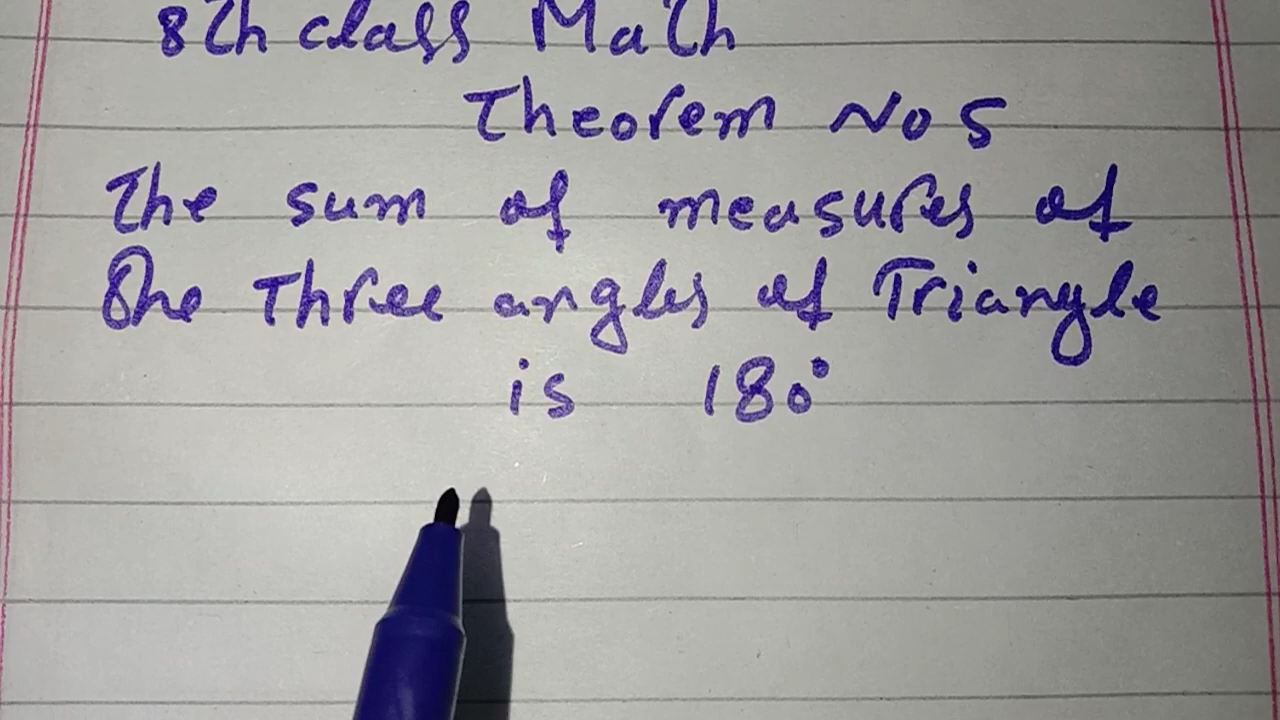 8th class Math
Theorem No 5
The sum of measures of
the three angles of Triangle
is 180°